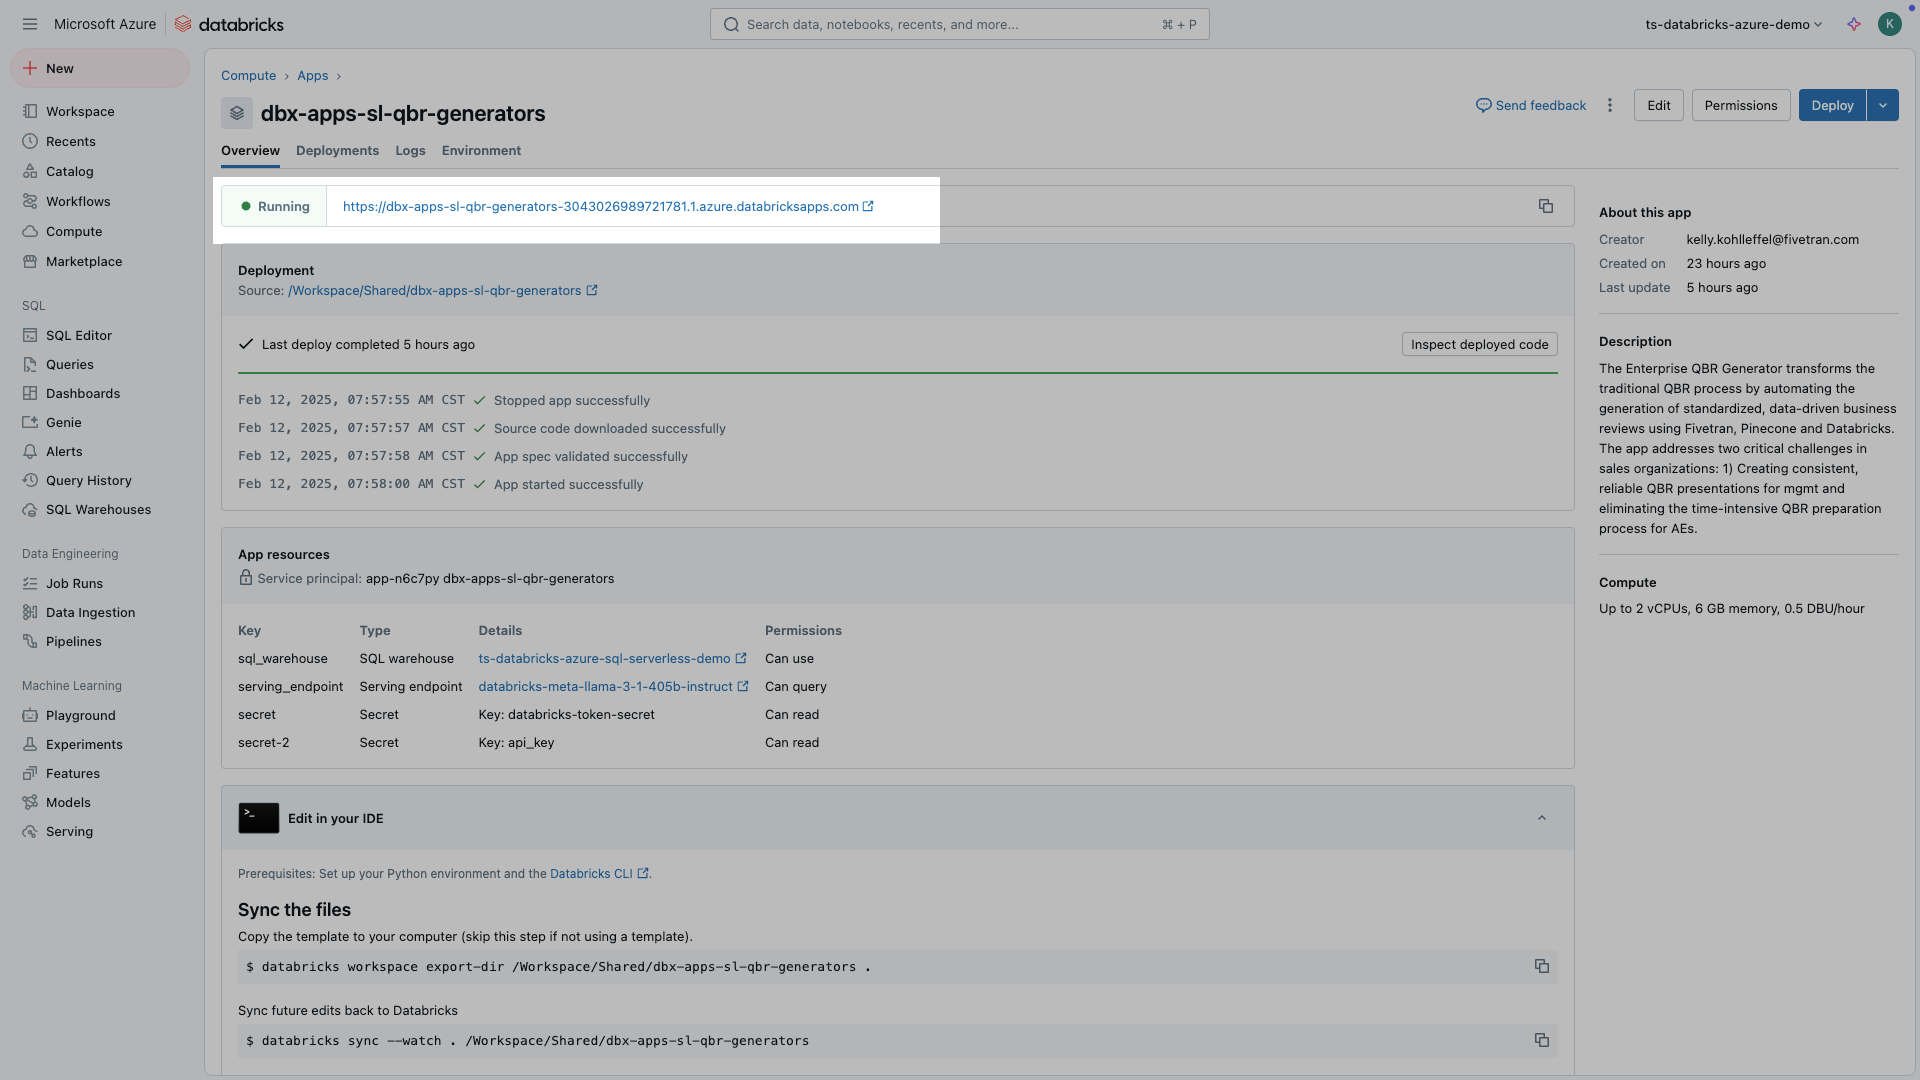 Microsoft Azure databricks
Search data, notebooks, recents, and more... ⌘ + P
ts-databricks-azure-demo
K
New
Workspace
Recents
Catalog
Workflows
Compute
Marketplace
SQL
SQL Editor
Queries
Dashboards
Genie
Alerts
Query History
SQL Warehouses
Data Engineering
Job Runs
Data Ingestion
Pipelines
Machine Learning
Playground
Experiments
Features
Models
Serving
Compute › Apps ›
dbx-apps-sl-qbr-generators
Send feedback
Edit
Permissions
Deploy
Overview Deployments Logs Environment
Running https://dbx-apps-sl-qbr-generators-3043026989721781.1.azure.databricksapps.com
Deployment
Source: /Workspace/Shared/dbx-apps-sl-qbr-generators
Last deploy completed 5 hours ago
Inspect deployed code
Feb 12, 2025, 07:57:55 AM CST ✓ Stopped app successfully
Feb 12, 2025, 07:57:57 AM CST ✓ Source code downloaded successfully
Feb 12, 2025, 07:57:58 AM CST ✓ App spec validated successfully
Feb 12, 2025, 07:58:00 AM CST ✓ App started successfully
App resources
Service principal: app-n6c7py dbx-apps-sl-qbr-generators
Key Type Details Permissions
sql_warehouse SQL warehouse ts-databricks-azure-sql-serverless-demo Can use
serving_endpoint Serving endpoint databricks-meta-llama-3-1-405b-instruct Can query
secret Secret Key: databricks-token-secret Can read
secret-2 Secret Key: api_key Can read
>_
Edit in your IDE
Prerequisites: Set up your Python environment and the Databricks CLI.
Sync the files
Copy the template to your computer (skip this step if not using a template).
$ databricks workspace export-dir /Workspace/Shared/dbx-apps-sl-qbr-generators .
Sync future edits back to Databricks
$ databricks sync --watch . /Workspace/Shared/dbx-apps-sl-qbr-generators
About this app
Creator kelly.kohlleffel@fivetran.com
Created on 23 hours ago
Last update 5 hours ago
Description
The Enterprise QBR Generator transforms the
traditional QBR process by automating the
generation of standardized, data-driven business
reviews using Fivetran, Pinecone and Databricks.
The app addresses two critical challenges in
sales organizations: 1) Creating consistent,
reliable QBR presentations for mgmt and
eliminating the time-intensive QBR preparation
process for AEs.
Compute
Up to 2 vCPUs, 6 GB memory, 0.5 DBU/hour